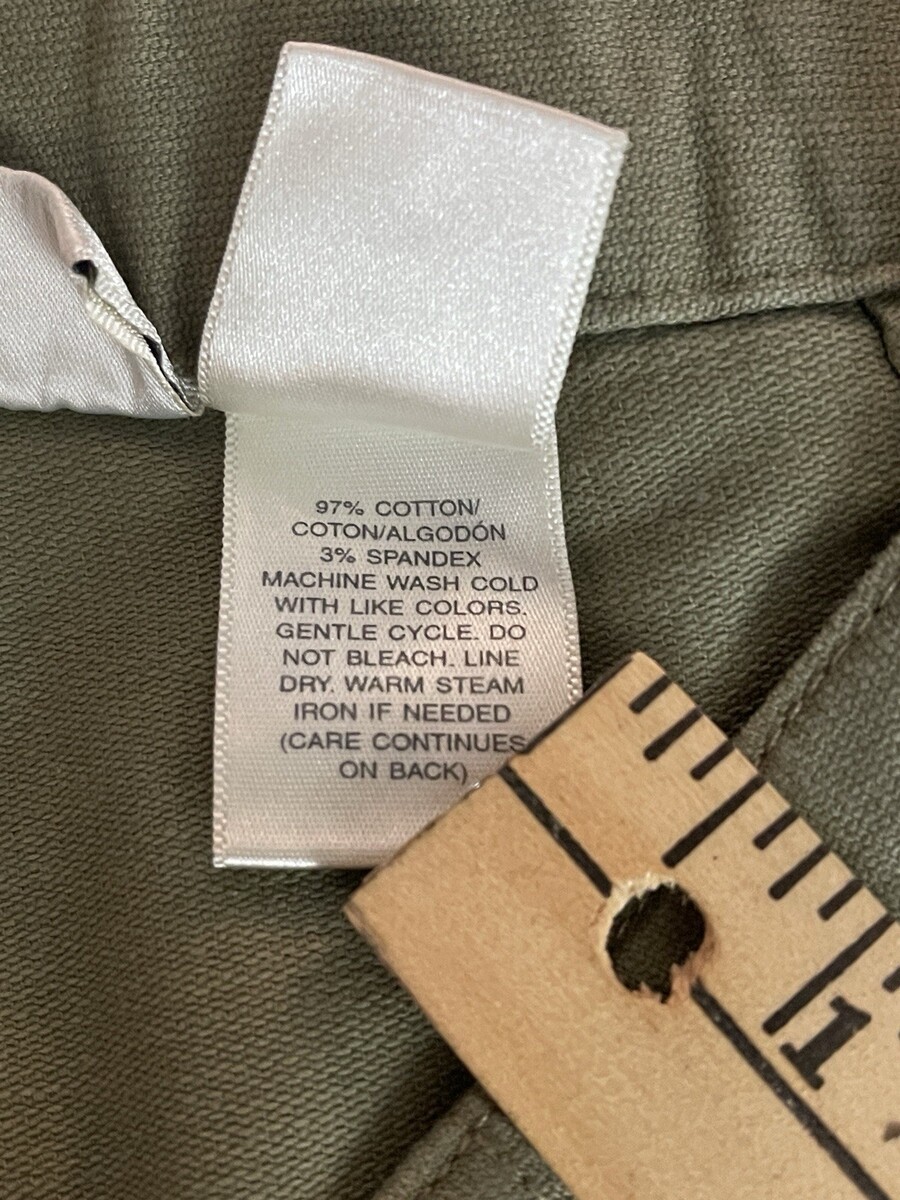 97% COTTON/
COTON/ALGODÓN
3% SPANDEX
MACHINE WASH COLD
WITH LIKE COLORS.
GENTLE CYCLE. DO
NOT BLEACH. LINE
DRY. WARM STEAM
IRON IF NEEDED
(CARE CONTINUES
ON BACK)
1